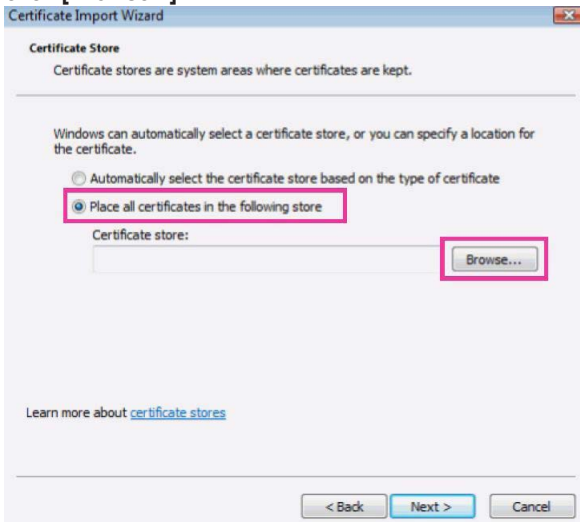 Certificate Import Wizard
Certificate Store
Certificate stores are system areas where certificates are kept.
Windows can automatically select a certificate store, or you can specify a location for
the certificate.
Automatically select the certificate store based on the type of certificate
Place all certificates in the following store
Certificate store:
Browse...
Learn more about certificate stores
< Back
Next >
Cancel